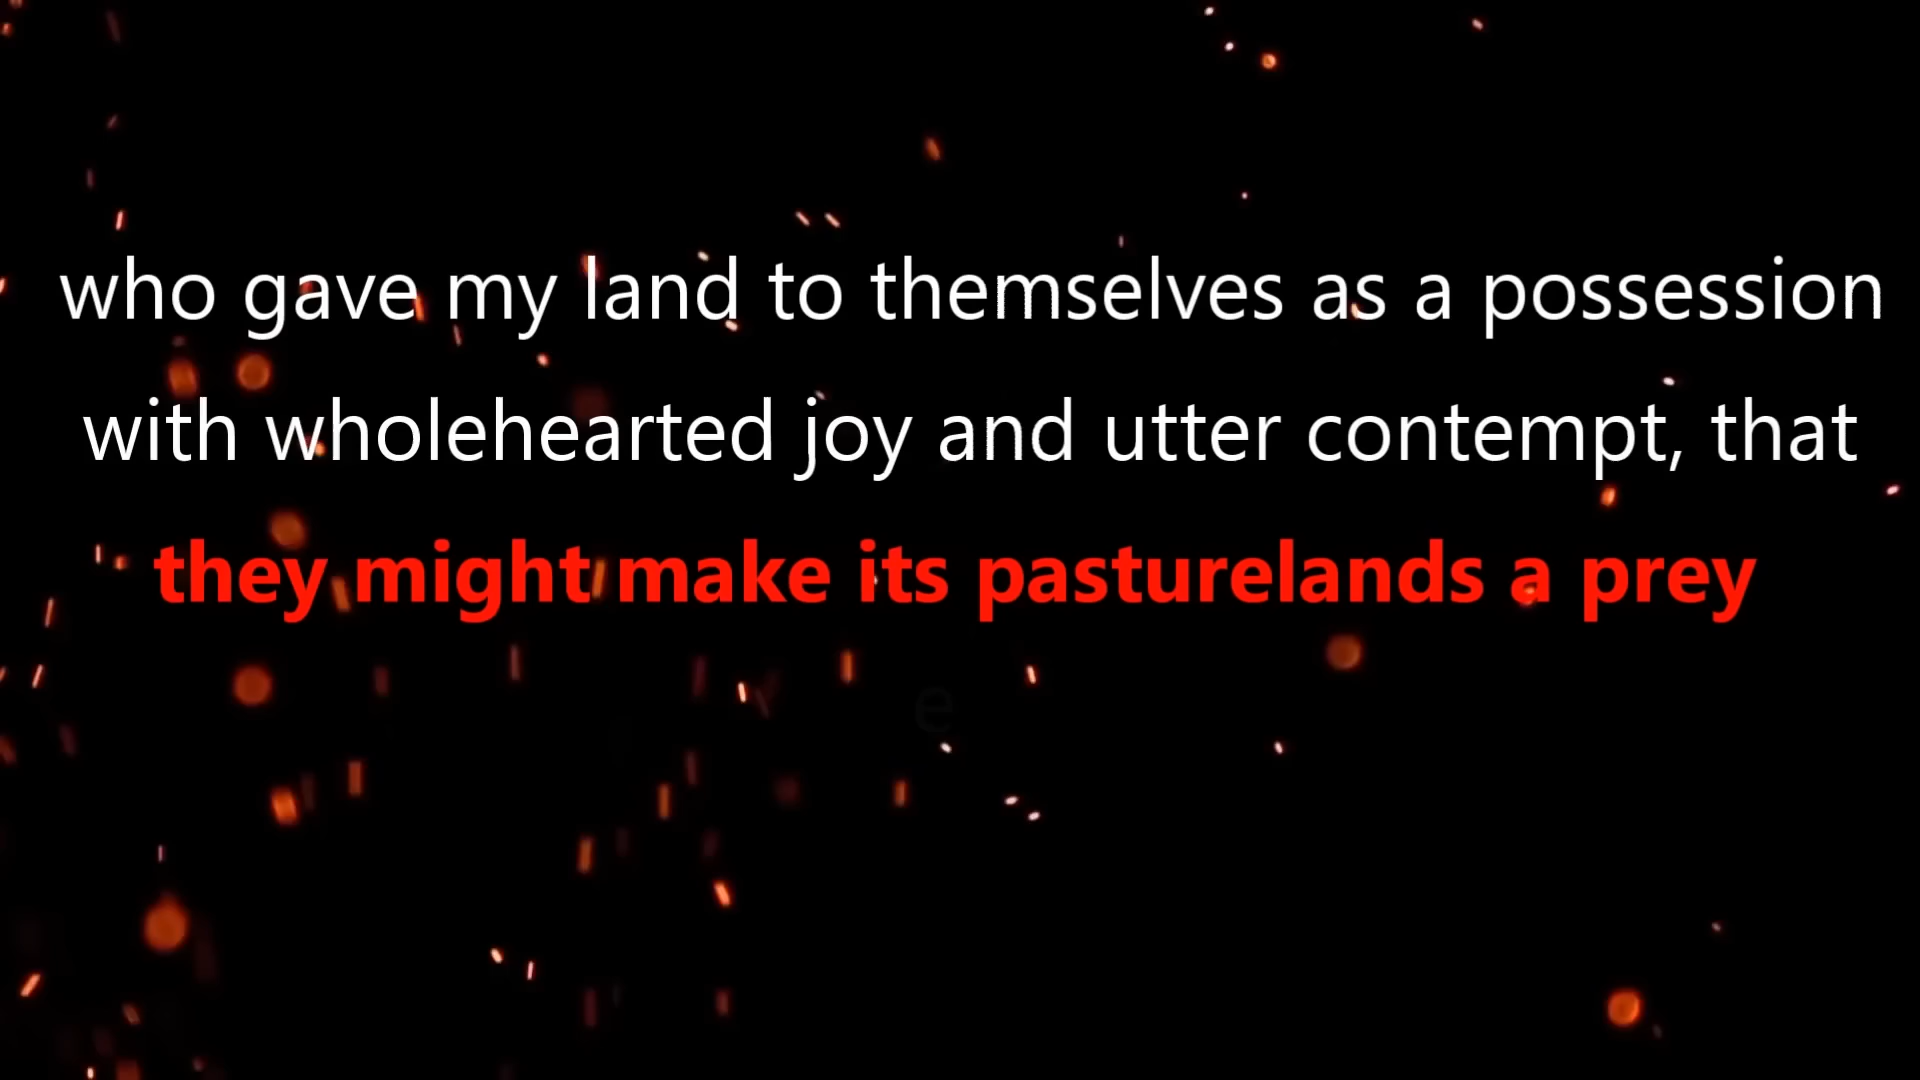 who gave my land to themselves as a possession
with wholehearted joy and utter contempt, that
they might make its pasturelands a prey
e